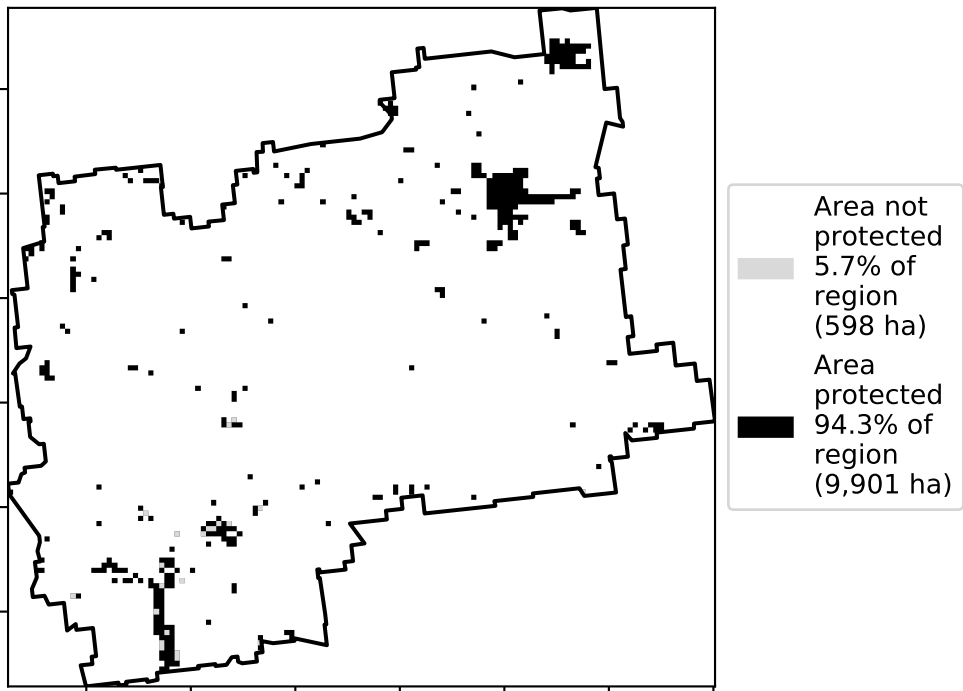 Area not
protected
5.7% of
region
(598 ha)
Area
protected
94.3% of
region
(9,901 ha)